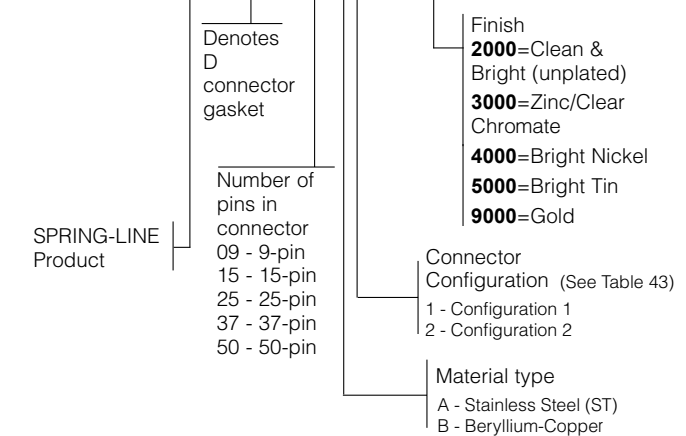 Denotes
D
connector
gasket
Number of
pins in
connector
09 - 9-pin
15 - 15-pin
25 - 25-pin
37 - 37-pin
50 - 50-pin
SPRING-LINE
Product
Finish
2000=Clean &
Bright (unplated)
3000=Zinc/Clear
Chromate
4000=Bright Nickel
5000=Bright Tin
9000=Gold
Connector
Configuration (See Table 43)
1 - Configuration 1
2 - Configuration 2
Material type
A - Stainless Steel (ST)
B - Beryllium-Copper